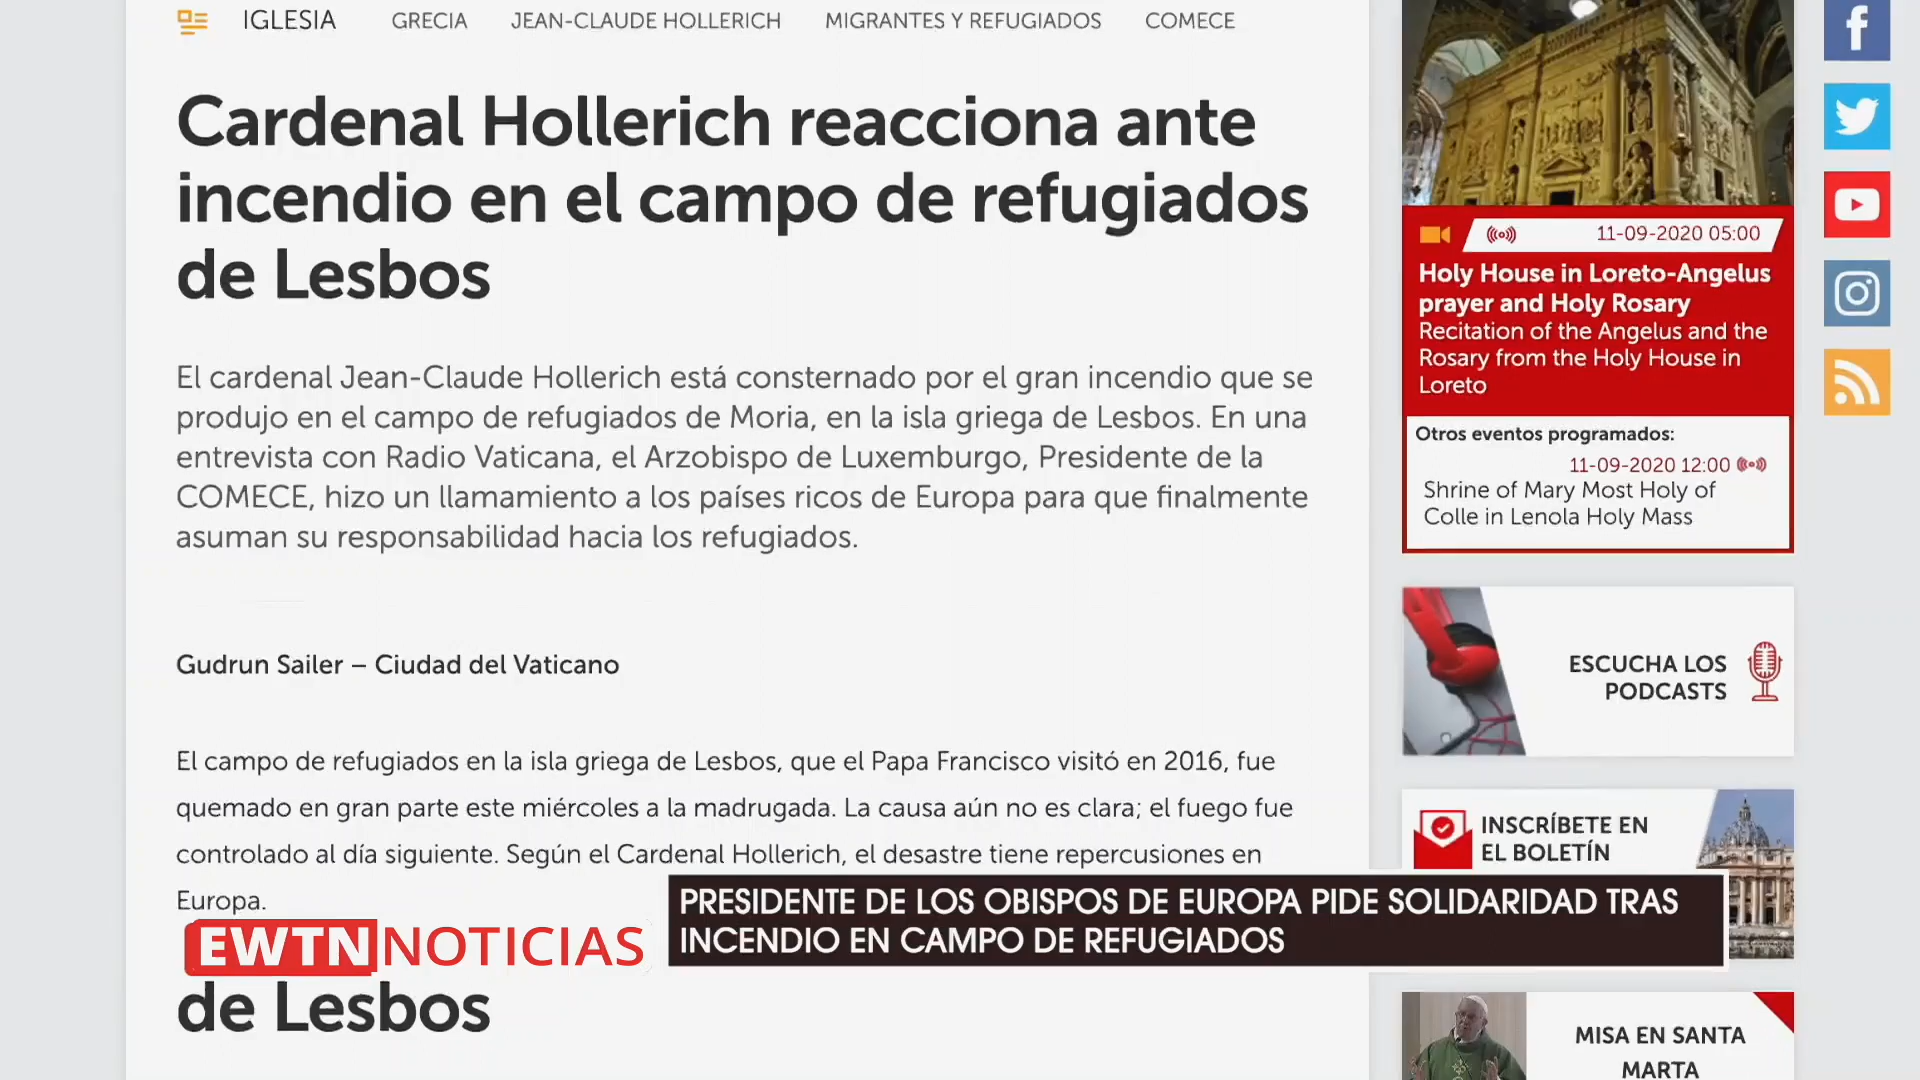 IGLESIA GRECIA JEAN-CLAUDE HOLLERICH MIGRANTES Y REFUGIADOS COMECE
Cardenal Hollerich reacciona ante
incendio en el campo de refugiados
de Lesbos
El cardenal Jean-Claude Hollerich está consternado por el gran incendio que se
produjo en el campo de refugiados de Moria, en la isla griega de Lesbos. En una
entrevista con Radio Vaticana, el Arzobispo de Luxemburgo, Presidente de la
COMECE, hizo un llamamiento a los países ricos de Europa para que finalmente
asuman su responsabilidad hacia los refugiados.
Gudrun Sailer – Ciudad del Vaticano
El campo de refugiados en la isla griega de Lesbos, que el Papa Francisco visitó en 2016, fue
quemado en gran parte este miércoles a la madrugada. La causa aún no es clara; el fuego fue
controlado al día siguiente. Según el Cardenal Hollerich, el desastre tiene repercusiones en
Europa.
EWTN NOTICIAS
PRESIDENTE DE LOS OBISPOS DE EUROPA PIDE SOLIDARIDAD TRAS
INCENDIO EN CAMPO DE REFUGIADOS
de Lesbos
11-09-2020 05:00
Holy House in Loreto-Angelus
prayer and Holy Rosary
Recitation of the Angelus and the
Rosary from the Holy House in
Loreto
Otros eventos programados:
11-09-2020 12:00
Shrine of Mary Most Holy of
Colle in Lenola Holy Mass
ESCUCHA LOS
PODCASTS
INSCRÍBETE EN
EL BOLETÍN
MISA EN SANTA
MARTA